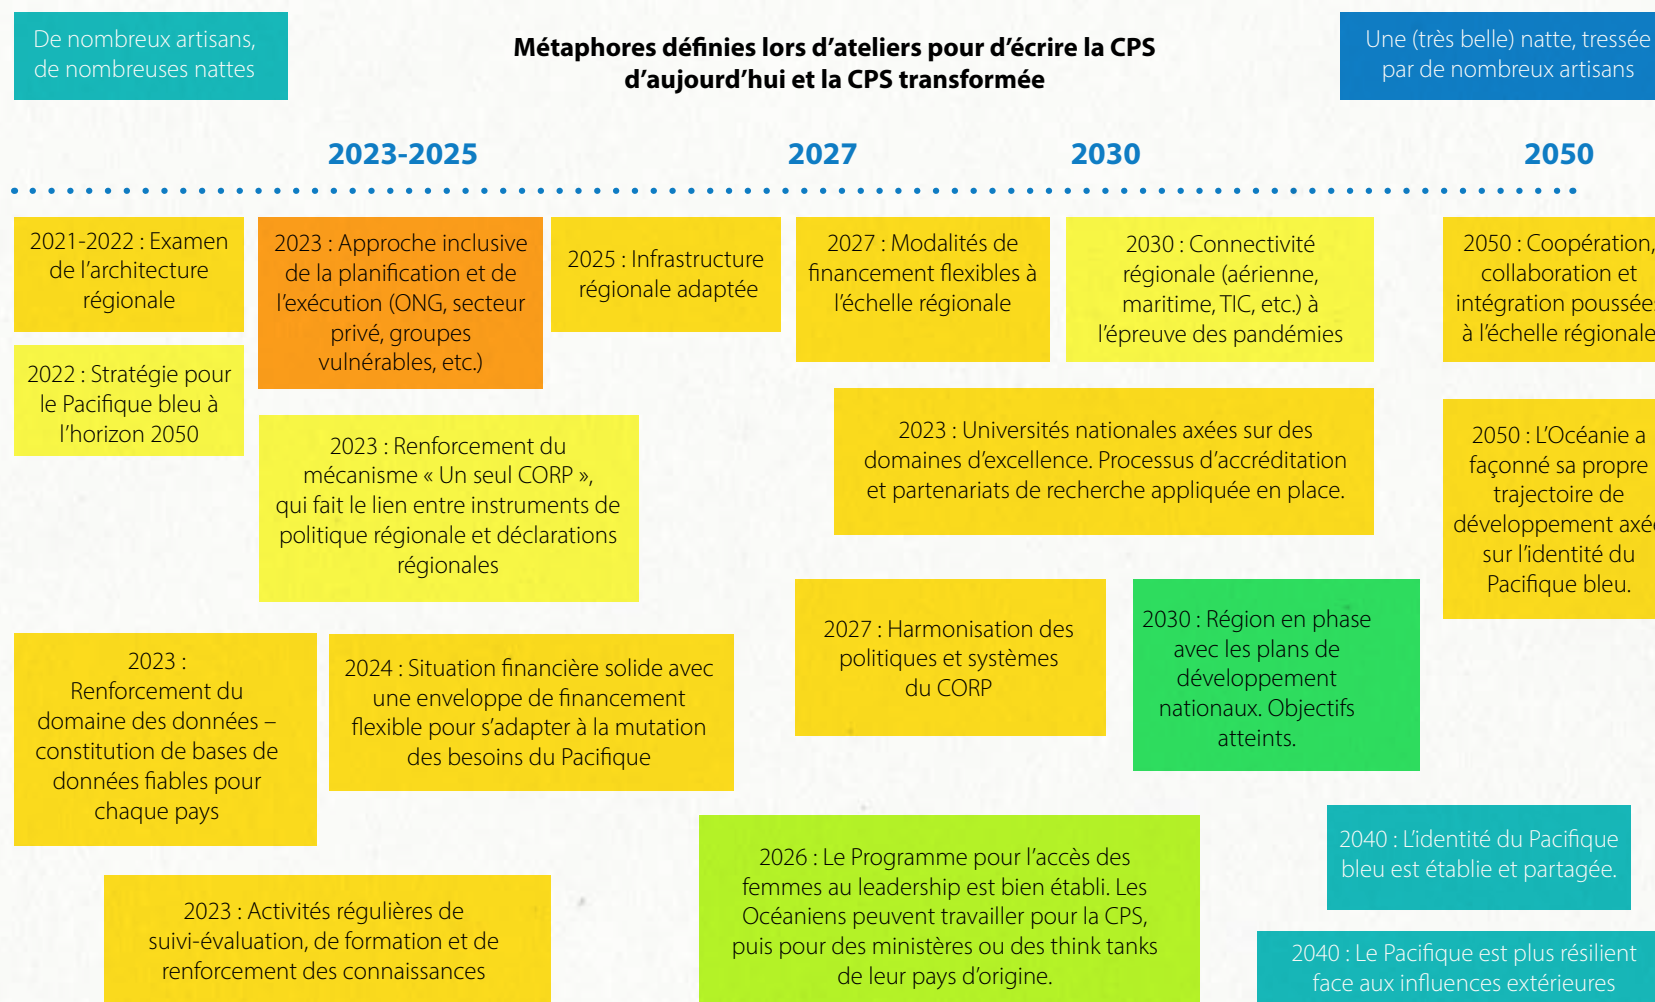 De nombreux artisans,
de nombreuses nattes
Métaphores définies lors d’ateliers pour d’écrire la CPS
d’aujourd’hui et la CPS transformée
Une (très belle) natte, tressée
par de nombreux artisans
2023-2025
2027
2030
2050
2021-2022 : Examen
de l’architecture
régionale
2022 : Stratégie pour
le Pacifique bleu à
l’horizon 2050
2023 : Approche inclusive
de la planification et de
l’exécution (ONG, secteur
privé, groupes
vulnérables, etc.)
2025 : Infrastructure
régionale adaptée
2027 : Modalités de
financement flexibles à
l’échelle régionale
2030 : Connectivité
régionale (aérienne,
maritime, TIC, etc.) à
l’épreuve des pandémies
2050 : Coopération,
collaboration et
intégration poussées
à l’échelle régionale
2023 : Renforcement du
mécanisme « Un seul CORP »,
qui fait le lien entre instruments de
politique régionale et déclarations
régionales
2023 : Universités nationales axées sur des
domaines d’excellence. Processus d’accréditation
et partenariats de recherche appliquée en place.
2050 : L’Océanie a
façonné sa propre
trajectoire de
développement axée
sur l’identité du
Pacifique bleu.
2023 :
Renforcement du
domaine des données –
constitution de bases de
données fiables pour
chaque pays
2024 : Situation financière solide avec
une enveloppe de financement
flexible pour s’adapter à la mutation
des besoins du Pacifique
2027 : Harmonisation des
politiques et systèmes
du CORP
2030 : Région en phase
avec les plans de
développement
nationaux. Objectifs
atteints.
2023 : Activités régulières de
suivi-évaluation, de formation et de
renforcement des connaissances
2026 : Le Programme pour l’accès des
femmes au leadership est bien établi. Les
Océaniens peuvent travailler pour la CPS,
puis pour des ministères ou des think tanks
de leur pays d’origine.
2040 : L’identité du Pacifique
bleu est établie et partagée.
2040 : Le Pacifique est plus résilient
face aux influences extérieures